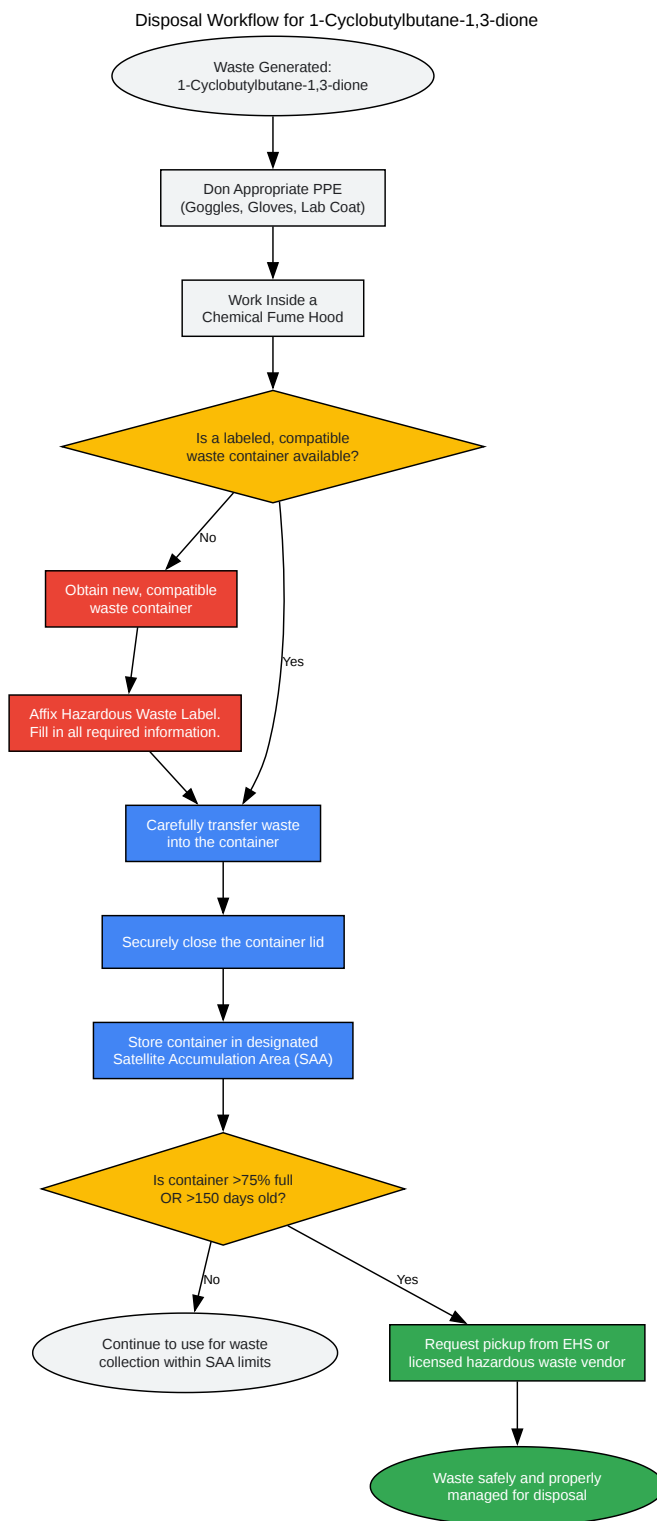 Disposal Workflow for 1-Cyclobutylbutane-1,3-dione
Waste Generated:
1-Cyclobutylbutane-1,3-dione
Don Appropriate PPE
(Goggles, Gloves, Lab Coat)
Work Inside a
Chemical Fume Hood
Is a labeled, compatible
waste container available?
No
Obtain new, compatible
waste container
Yes
Affix Hazardous Waste Label.
Fill in all required information.
Carefully transfer waste
into the container
Securely close the container lid
Store container in designated
Satellite Accumulation Area (SAA)
Is container >75% full
OR >150 days old?
No
Yes
Continue to use for waste
collection within SAA limits
Request pickup from EHS or
licensed hazardous waste vendor
Waste safely and properly
managed for disposal